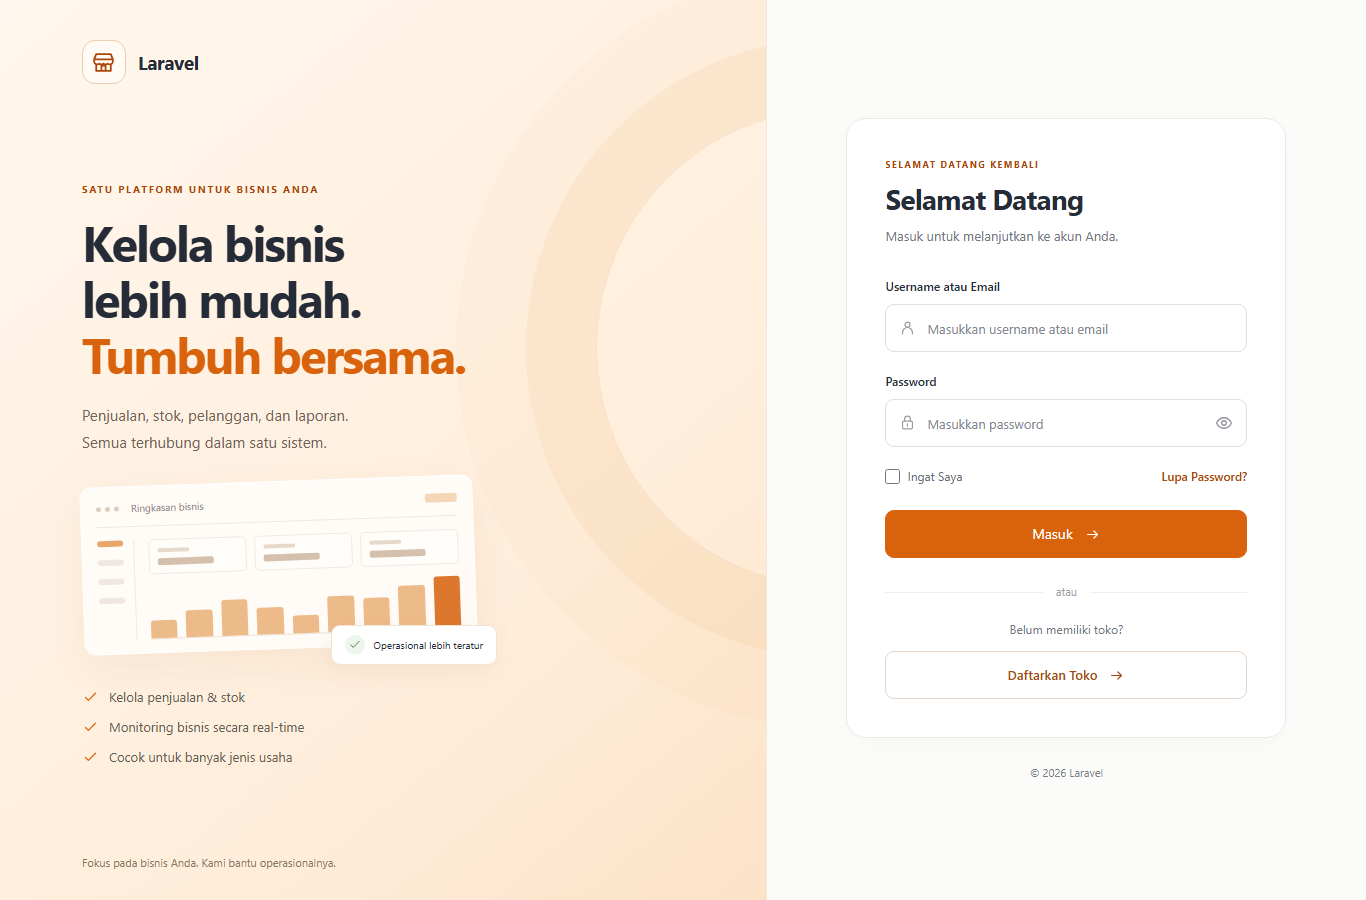 Laravel
SATU PLATFORM UNTUK BISNIS ANDA
Kelola bisnis
lebih mudah.
Tumbuh bersama.
Penjualan, stok, pelanggan, dan laporan.
Semua terhubung dalam satu sistem.
Ringkasan bisnis
Operasional lebih teratur
Kelola penjualan & stok
Monitoring bisnis secara real-time
Cocok untuk banyak jenis usaha
Fokus pada bisnis Anda. Kami bantu operasionalnya.
SELAMAT DATANG KEMBALI
Selamat Datang
Masuk untuk melanjutkan ke akun Anda.
Username atau Email
Masukkan username atau email
Password
Masukkan password
Ingat Saya
Lupa Password?
Masuk
atau
Belum memiliki toko?
Daftarkan Toko
© 2026 Laravel